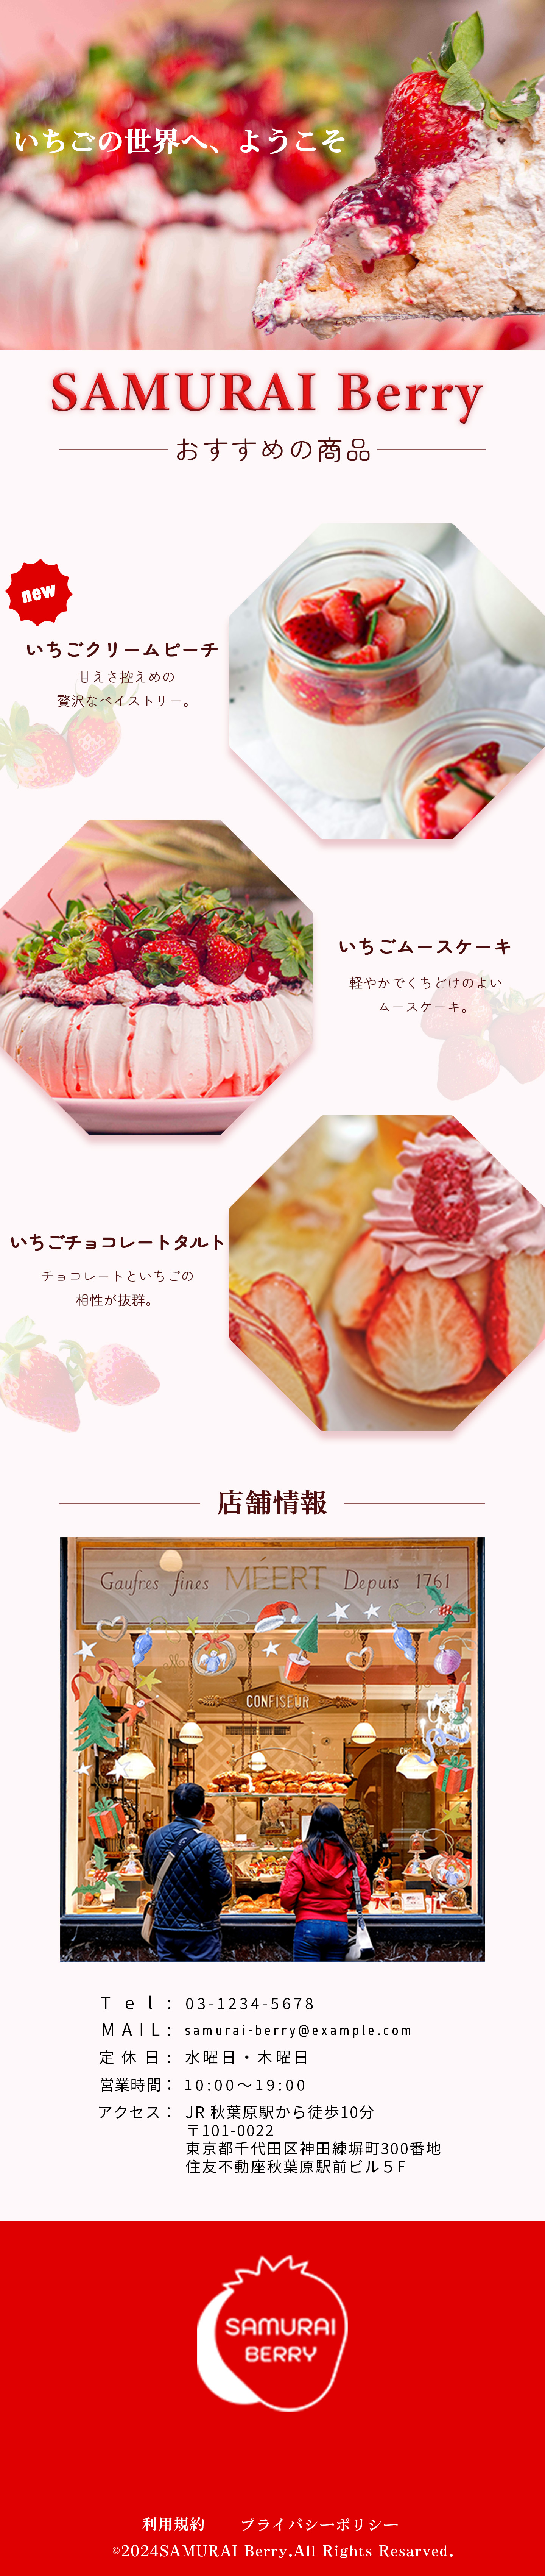 いちごの世界へ、ようこそ
SAMURAI Berry
おすすめの商品
new
いちごクリームピーチ
甘えさ控えめの
贅沢なペイストリー。
いちごムースケーキ
軽やかでくちどけのよい
ムースケーキ。
いちごチョコレートタルト
チョコレートといちごの
相性が抜群。
店舗情報
Gaufres fines MEERT Depuis 1761
CONFISEUR
Tel: 03-1234-5678
MAIL: samurai-berry@example.com
定休日: 水曜日・木曜日
営業時間: 10:00～19:00
アクセス: JR 秋葉原駅から徒歩10分
〒101-0022
東京都千代田区神田練塀町300番地
住友不動産秋葉原駅前ビル５F
SAMURAI
BERRY
利用規約 プライバシーポリシー
©2024SAMURAI Berry.All Rights Resarved.